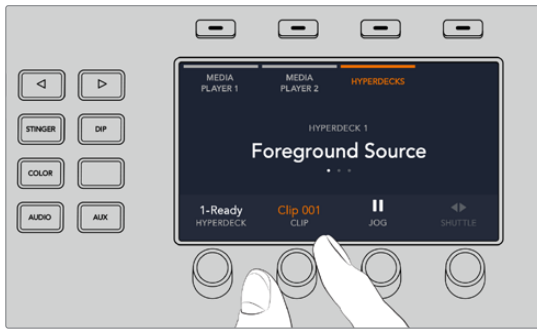 MEDIA
PLAYER 1
MEDIA
PLAYER 2
HYPERDECKS
HYPERDECK 1
Foreground Source
1-Ready
HYPERDECK
Clip 001
CLIP
JOG
SHUTTLE
STINGER
DIP
COLOR
AUDIO
AUX